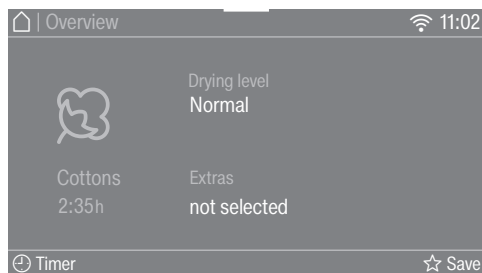 Overview
11:02
Drying level
Normal
Cottons
2:35h
Extras
not selected
Timer
Save